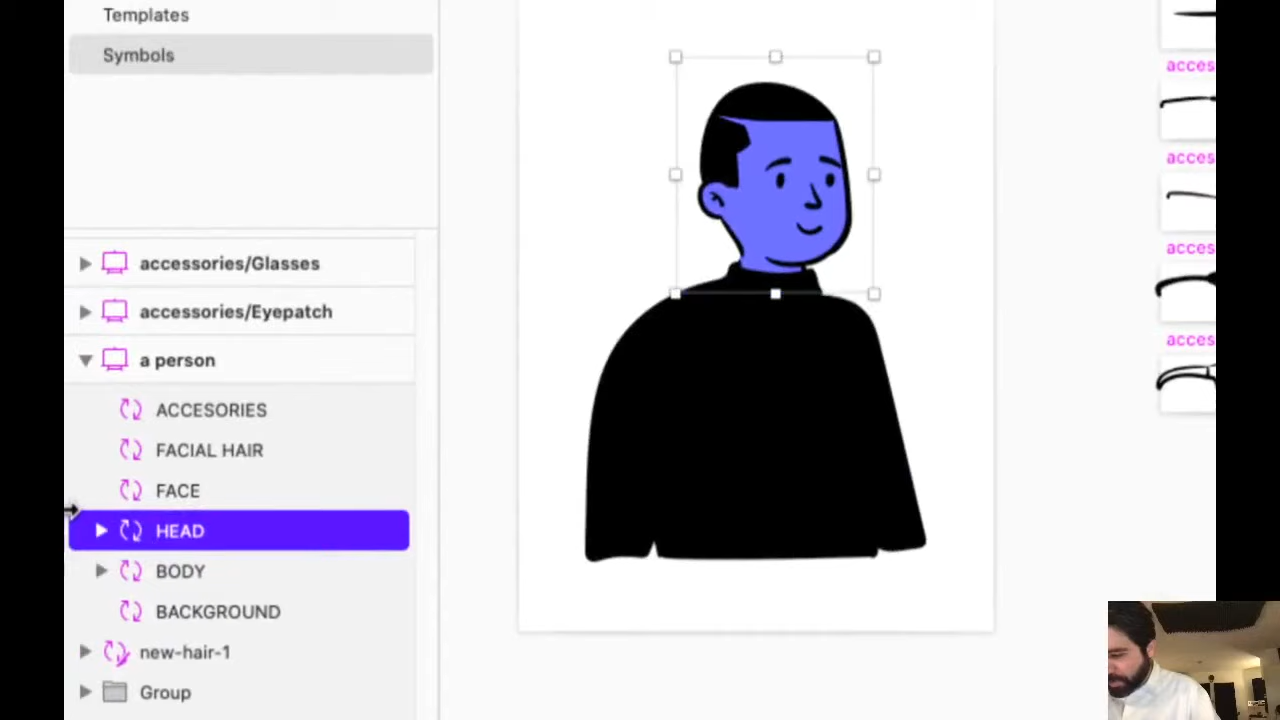 Templates
Symbols
accessories/Glasses
accessories/Eyepatch
a person
ACCESORIES
FACIAL HAIR
FACE
HEAD
BODY
BACKGROUND
new-hair-1
Group
acces
acces
acces
acces